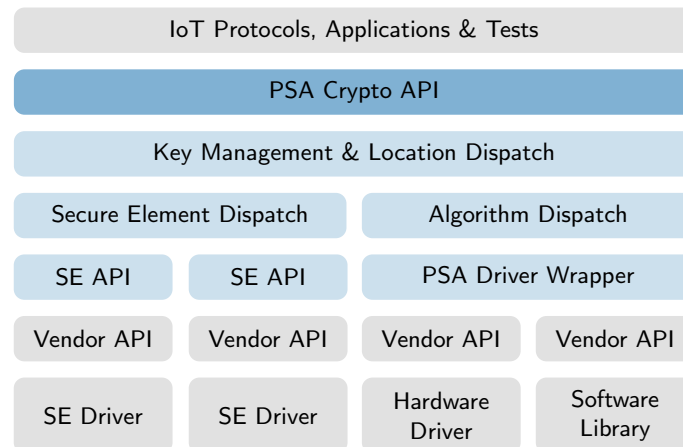 IoT Protocols, Applications & Tests
PSA Crypto API
Key Management & Location Dispatch
Secure Element Dispatch
Algorithm Dispatch
SE API
SE API
PSA Driver Wrapper
Vendor API
Vendor API
Vendor API
Vendor API
SE Driver
SE Driver
Hardware
Driver
Software
Library